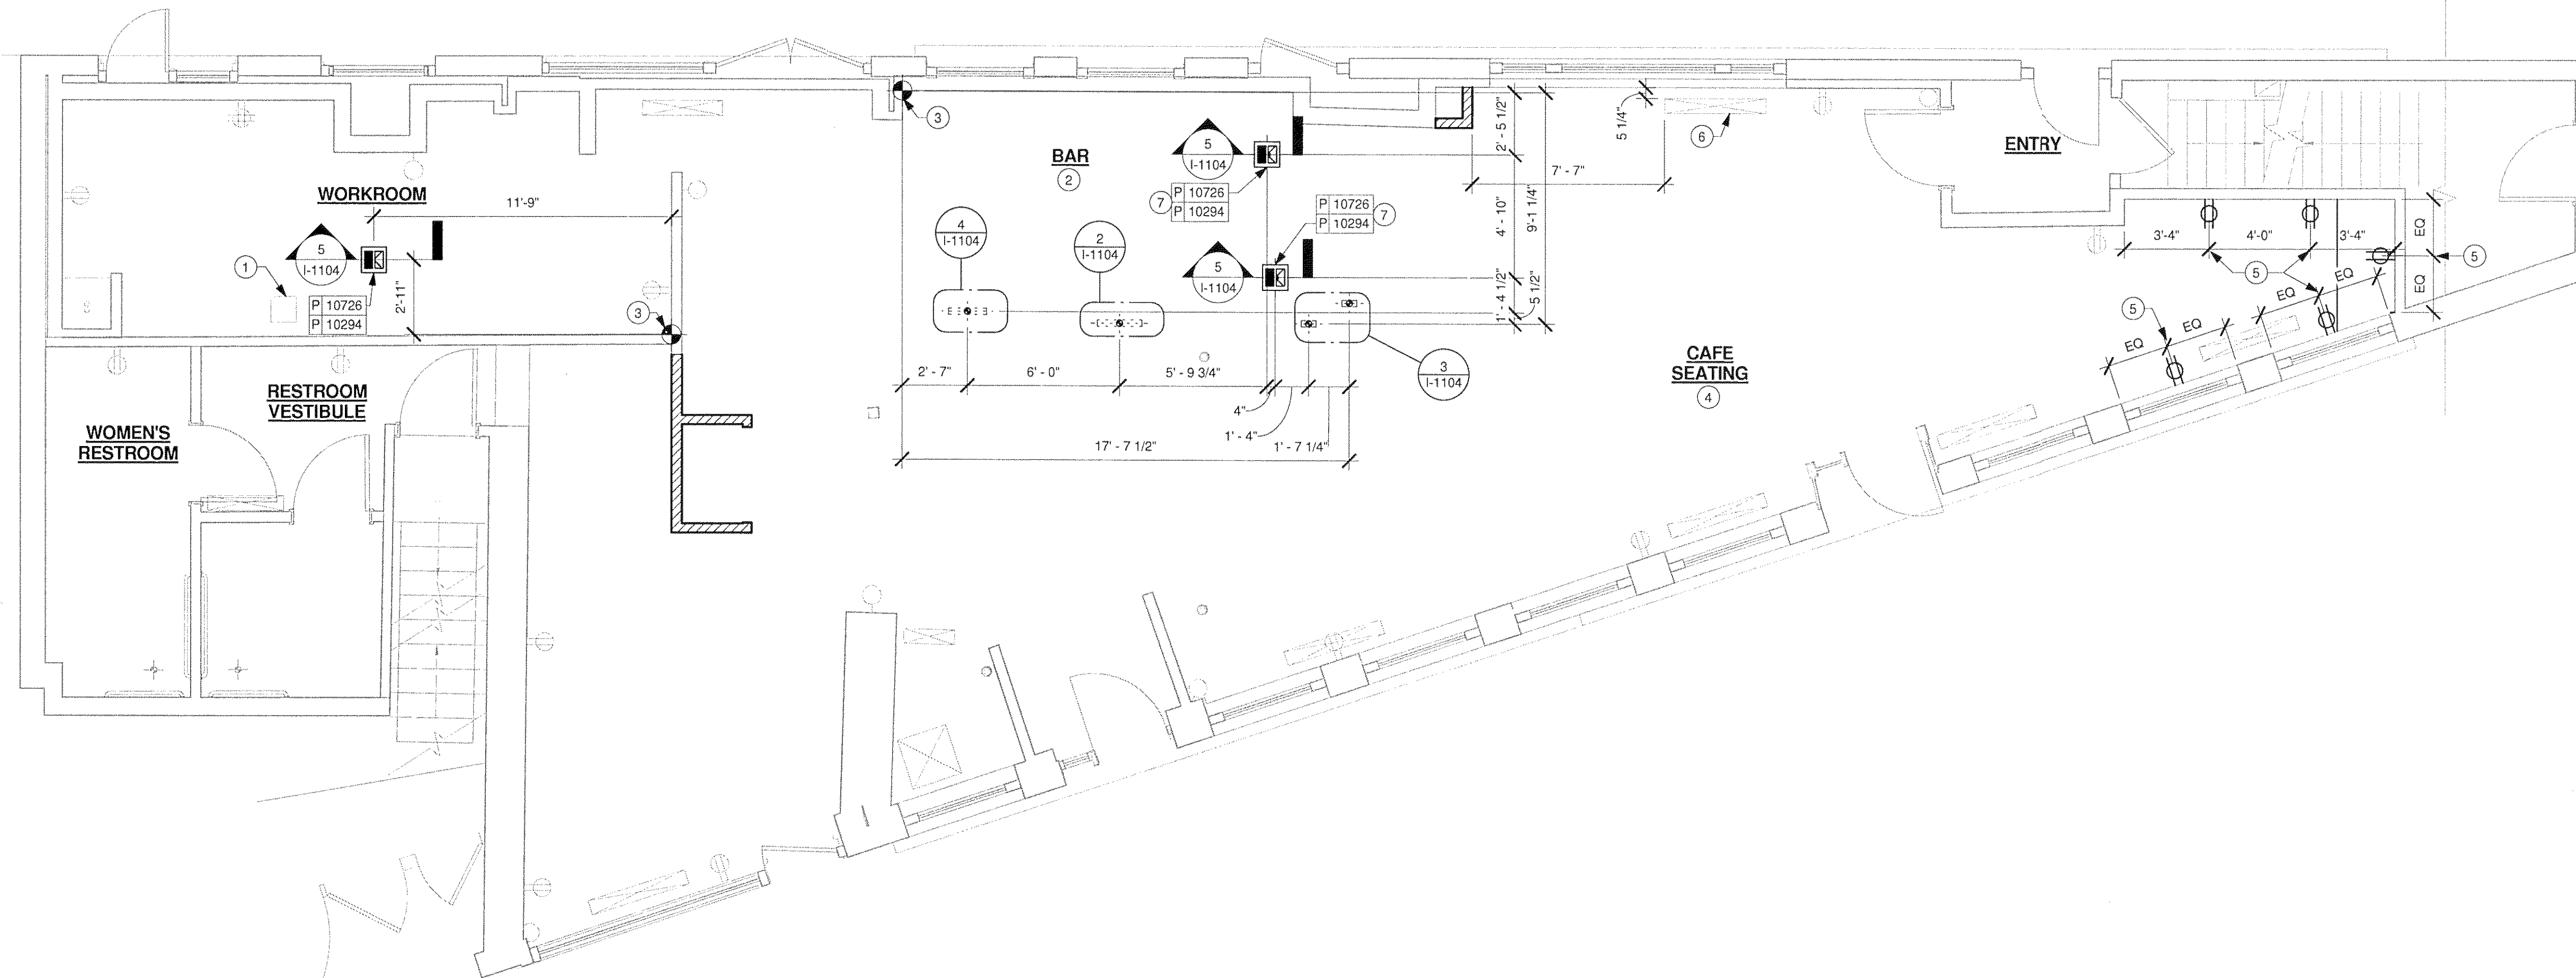 3
2' - 5 1/2"
5 1/4"
6
ENTRY
BAR
2
5
I-1104
7' - 7"
P 10726
P 10294
7
WORKROOM
11'-9"
P 10726
P 10294
7
4
I-1104
2
I-1104
4' - 10"
9'-1 1/4"
3'-4"
4'-0"
3'-4"
EQ
EQ
5
5
5
I-1104
1
5
I-1104
2'-11"
P 10726
P 10294
3
1' - 4 1/2"
5 1/2"
EQ
EQ
5
EQ
EQ
CAFE
SEATING
4
2' - 7"
6' - 0"
5' - 9 3/4"
3
I-1104
4"
1' - 4"
1' - 7 1/4"
17' - 7 1/2"
RESTROOM
VESTIBULE
WOMEN'S
RESTROOM